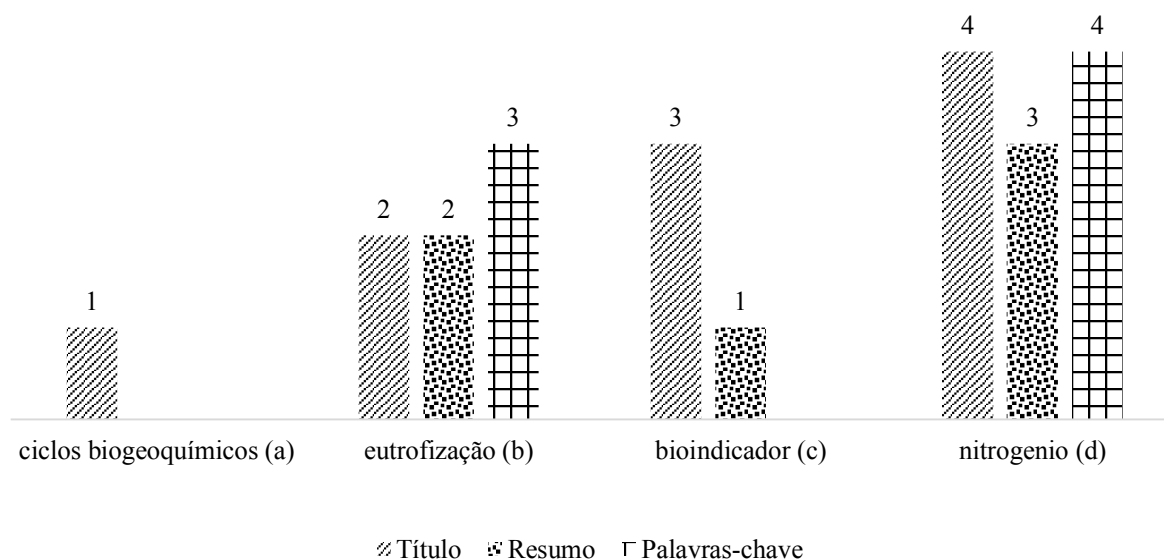 4 4
3 3 3
2 2
1 1
ciclos biogeoquímicos (a) eutrofização (b) bioindicador (c) nitrogenio (d)
Título Resumo Palavras-chave